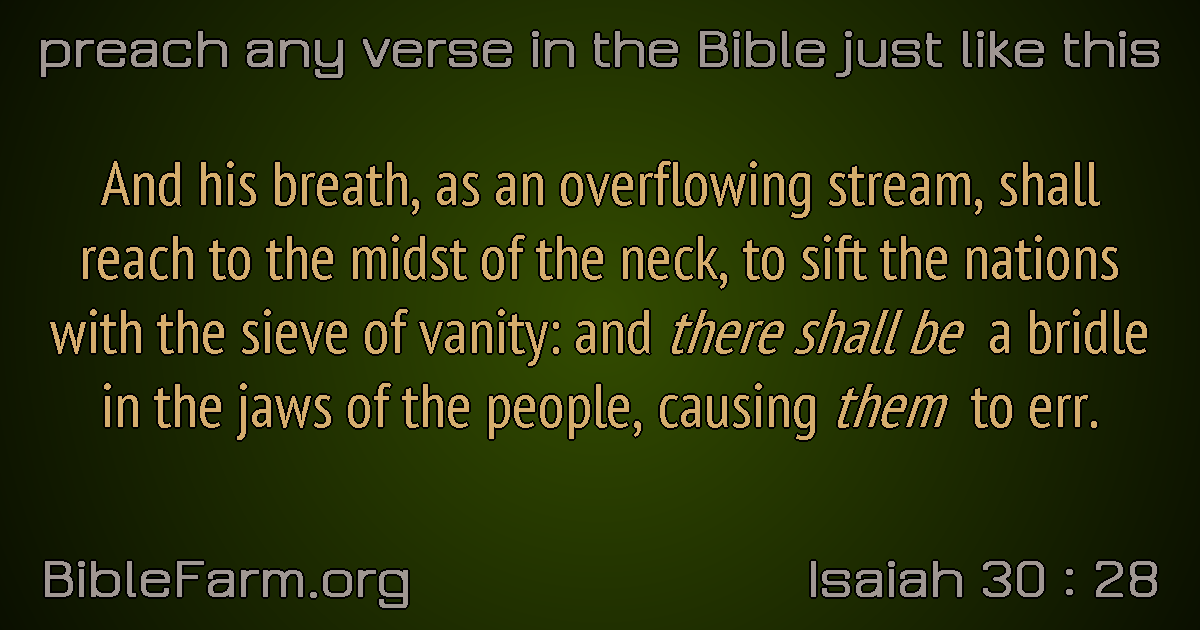 preach any verse in the Bible just like this
And his breath, as an overflowing stream, shall
reach to the midst of the neck, to sift the nations
with the sieve of vanity: and there shall be a bridle
in the jaws of the people, causing them to err.
BibleFarm.org
Isaiah 30 : 28